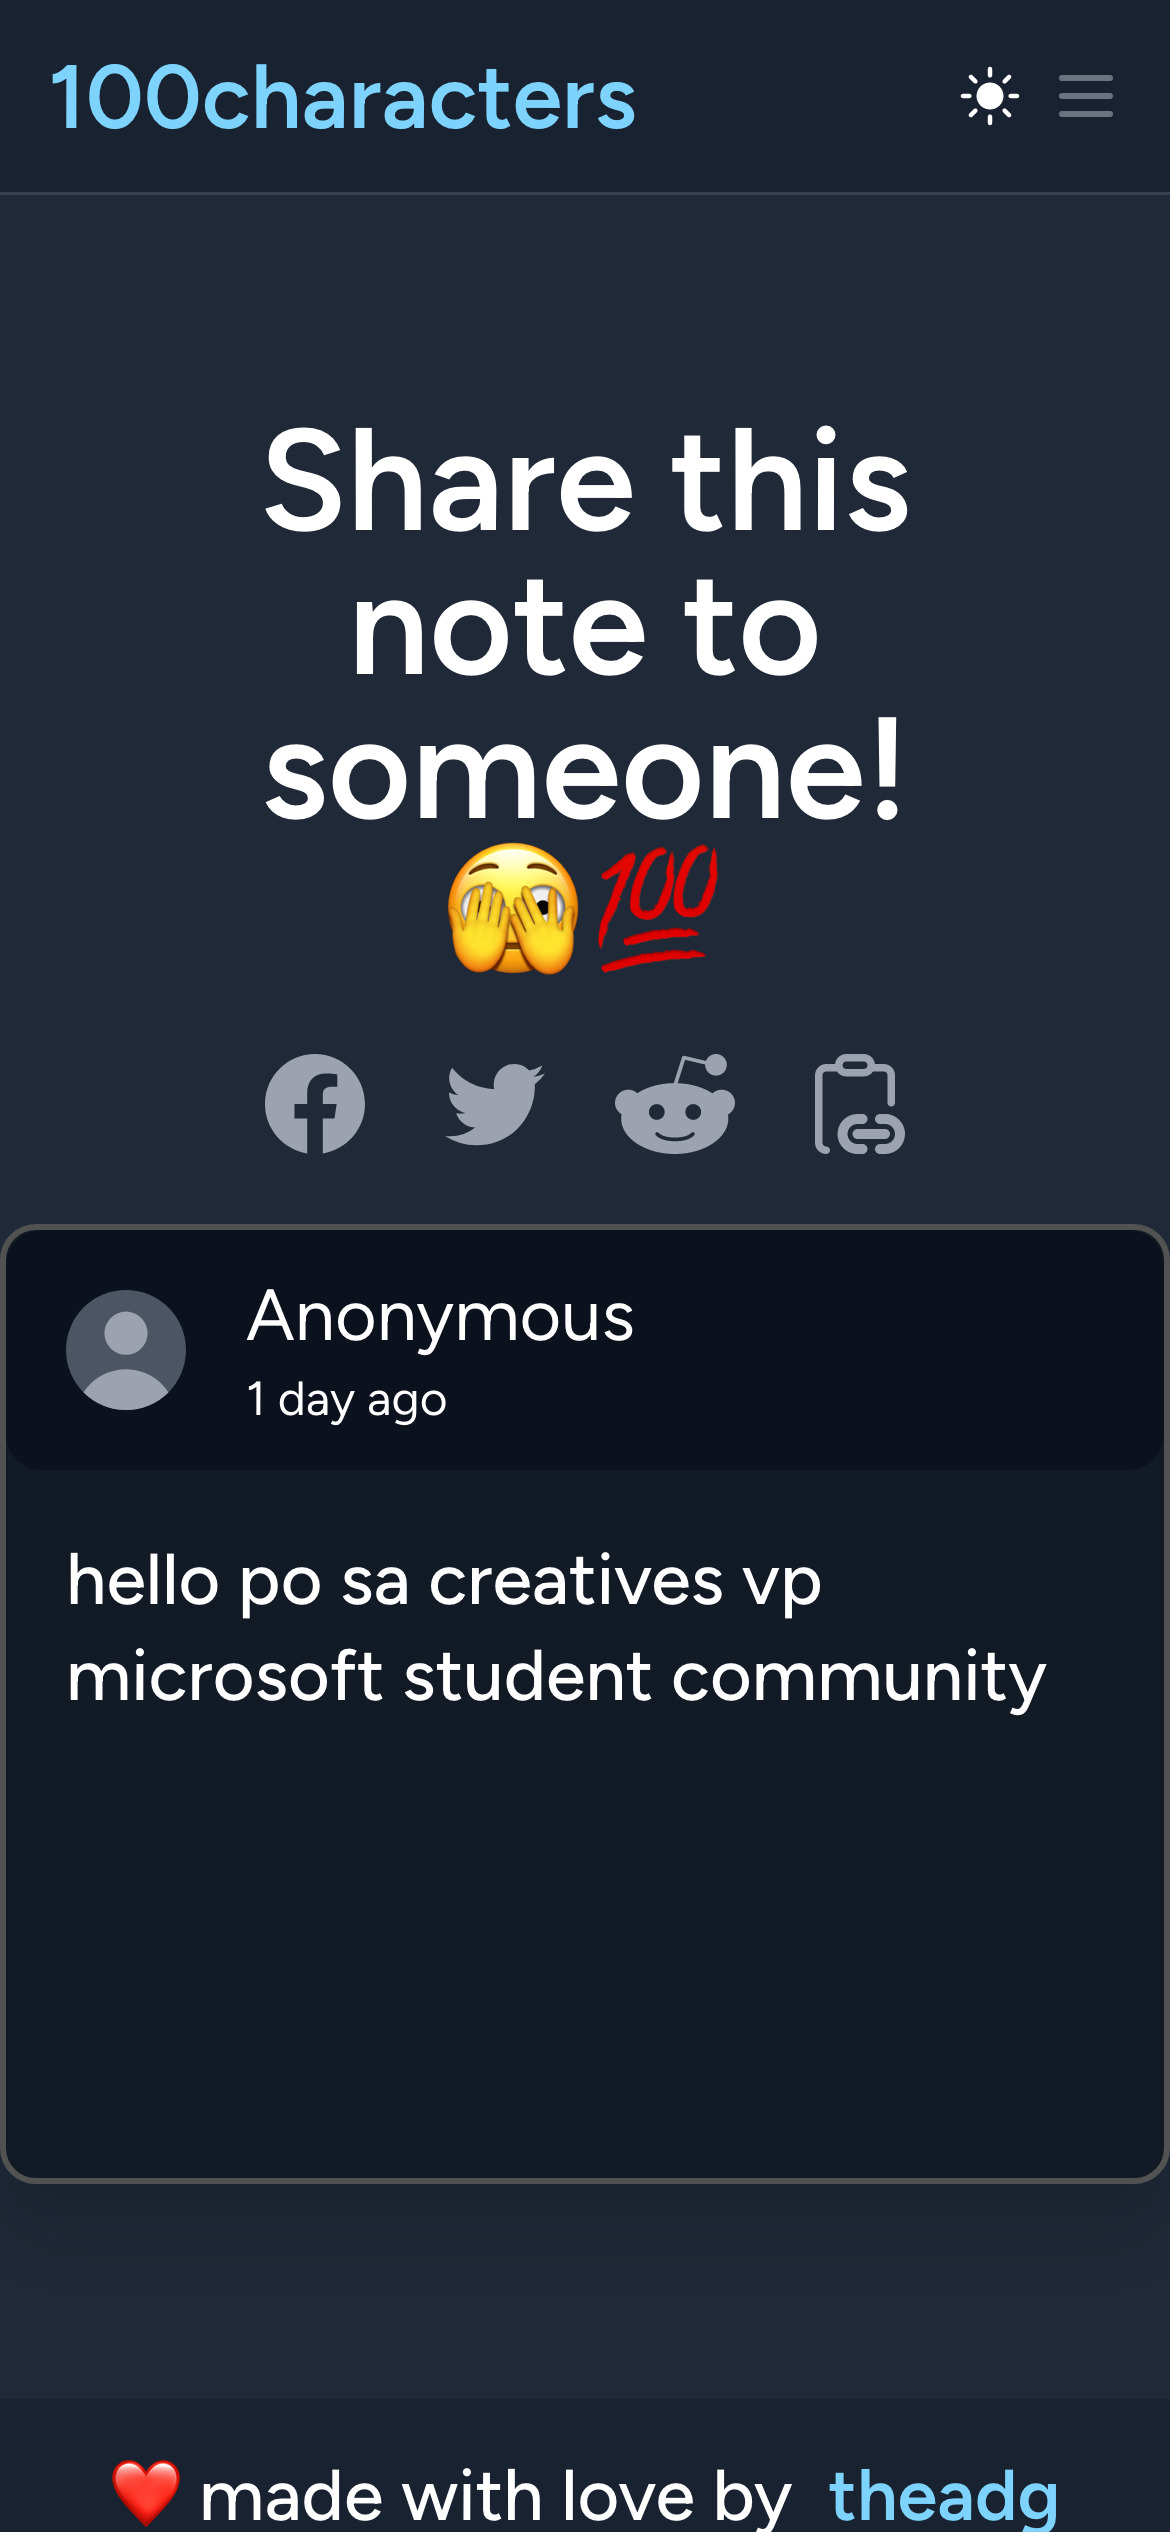 100characters
Share this
note to
someone!
🫣💯
Anonymous
1 day ago
hello po sa creatives vp
microsoft student community
❤️ made with love by theadg